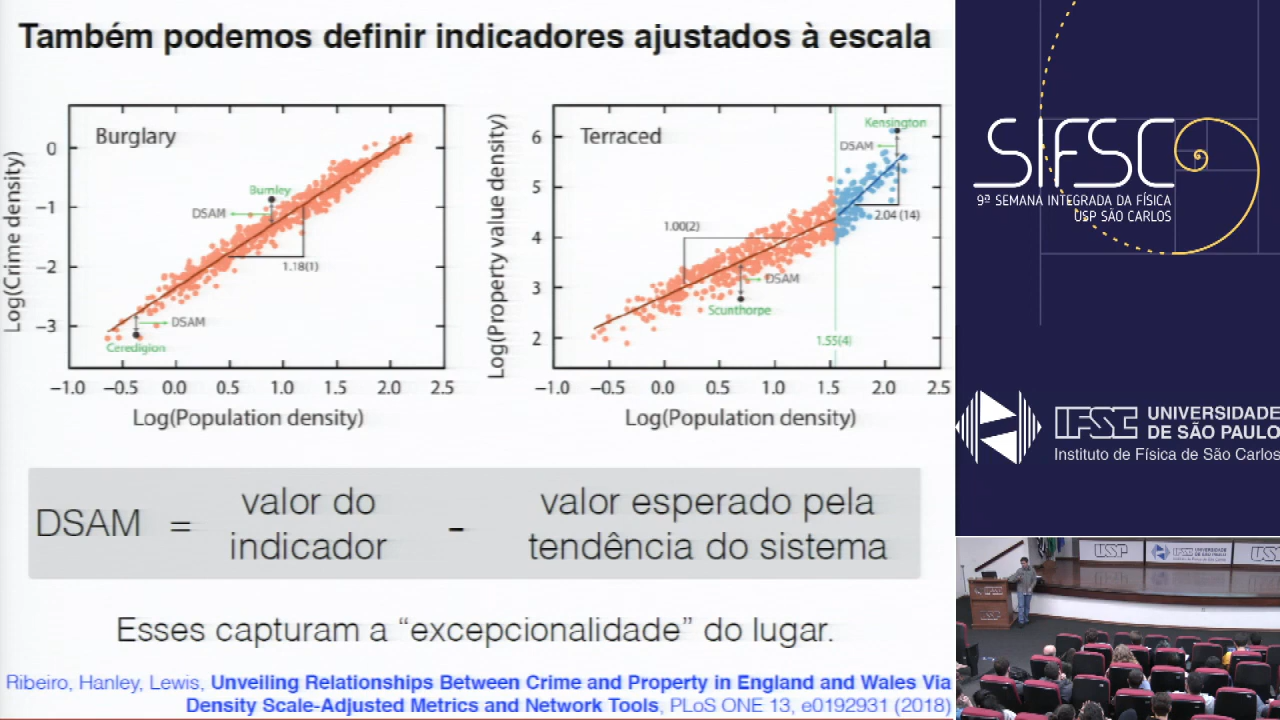 Também podemos definir indicadores ajustados à escala
Log(Crime density)
Burglary
0
−1
−2
−3
Burnley
DSAM
1.18(1)
DSAM
Ceredigion
−1.0 −0.5 0.0 0.5 1.0 1.5 2.0 2.5
Log(Population density)
Log(Property value density)
Terraced
6
5
4
3
2
Kensington
DSAM
2.04 (14)
1.00(2)
DSAM
Scunthorpe
1.55(4)
−1.0 −0.5 0.0 0.5 1.0 1.5 2.0 2.5
Log(Population density)
DSAM = valor do indicador - valor esperado pela tendência do sistema
Esses capturam a “excepcionalidade” do lugar.
Ribeiro, Hanley, Lewis, Unveiling Relationships Between Crime and Property in England and Wales Via
Density Scale-Adjusted Metrics and Network Tools, PLoS ONE 13, e0192931 (2018)
SIFSC
9ª SEMANA INTEGRADA DA FÍSICA
USP SÃO CARLOS
IFSC UNIVERSIDADE
DE SÃO PAULO
Instituto de Física de São Carlos
USP